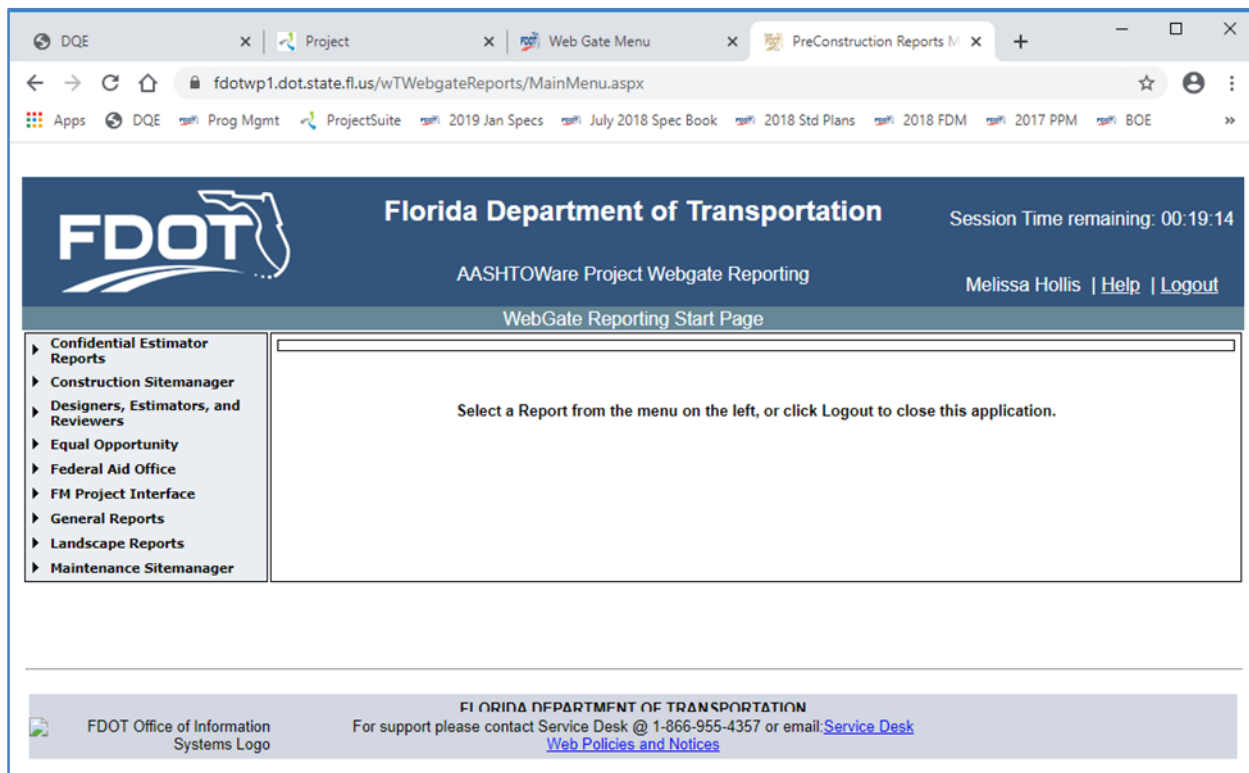 DQE
Project
Web Gate Menu
PreConstruction Reports M
fdotwp1.dot.state.fl.us/wTWebgateReports/MainMenu.aspx
Apps DQE Prog Mgmt ProjectSuite 2019 Jan Specs July 2018 Spec Book 2018 Std Plans 2018 FDM 2017 PPM BOE »
FDOT
Florida Department of Transportation
Session Time remaining: 00:19:14
AASHTOWare Project Webgate Reporting
Melissa Hollis | Help | Logout
WebGate Reporting Start Page
Confidential Estimator
Reports
Construction Sitemanager
Designers, Estimators, and
Reviewers
Equal Opportunity
Federal Aid Office
FM Project Interface
General Reports
Landscape Reports
Maintenance Sitemanager
Select a Report from the menu on the left, or click Logout to close this application.
FLORIDA DEPARTMENT OF TRANSPORTATION
FDOT Office of Information
Systems Logo
For support please contact Service Desk @ 1-866-955-4357 or email:Service Desk
Web Policies and Notices